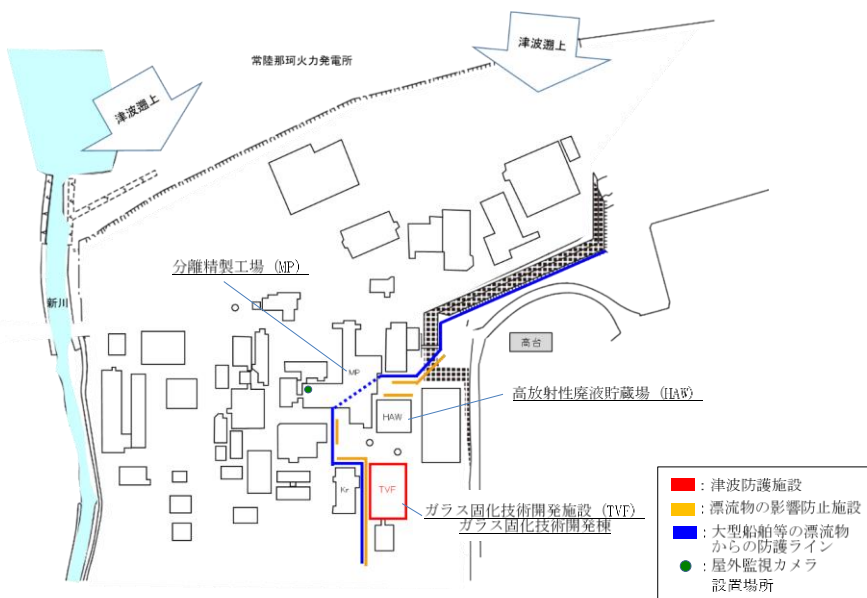 津波遡上
常陸那珂火力発電所
津波遡上
分離精製工場 (MP)
新川
高台
MP
高放射性廃液貯蔵場 (HAW)
HAW
Kr
TVF
ガラス固化技術開発施設 (TVF)
ガラス固化技術開発棟
：津波防護施設
：漂流物の影響防止施設
：大型船舶等の漂流物
からの防護ライン
：屋外監視カメラ
設置場所